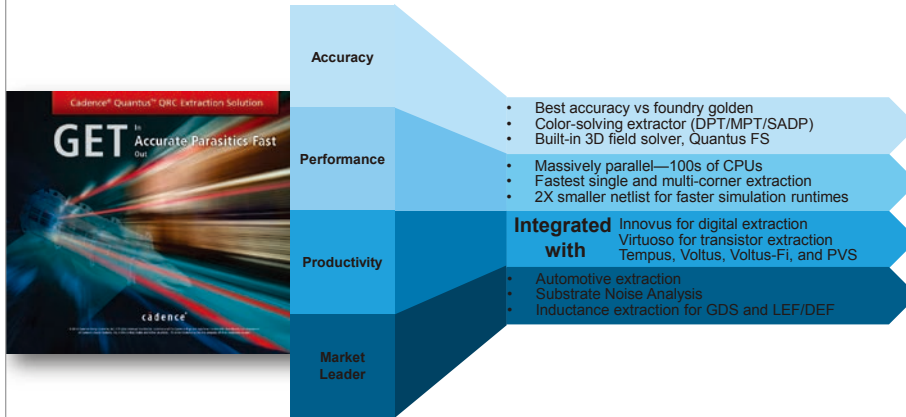 Cadence® Quantus™ QRC Extraction Solution
GET In Accurate Parasitics Fast Out
cādence®
Accuracy
Performance
Productivity
Market
Leader
• Best accuracy vs foundry golden
• Color-solving extractor (DPT/MPT/SADP)
• Built-in 3D field solver, Quantus FS
• Massively parallel—100s of CPUs
• Fastest single and multi-corner extraction
• 2X smaller netlist for faster simulation runtimes
Integrated
with
Innovus for digital extraction
Virtuoso for transistor extraction
Tempus, Voltus, Voltus-Fi, and PVS
• Automotive extraction
• Substrate Noise Analysis
• Inductance extraction for GDS and LEF/DEF